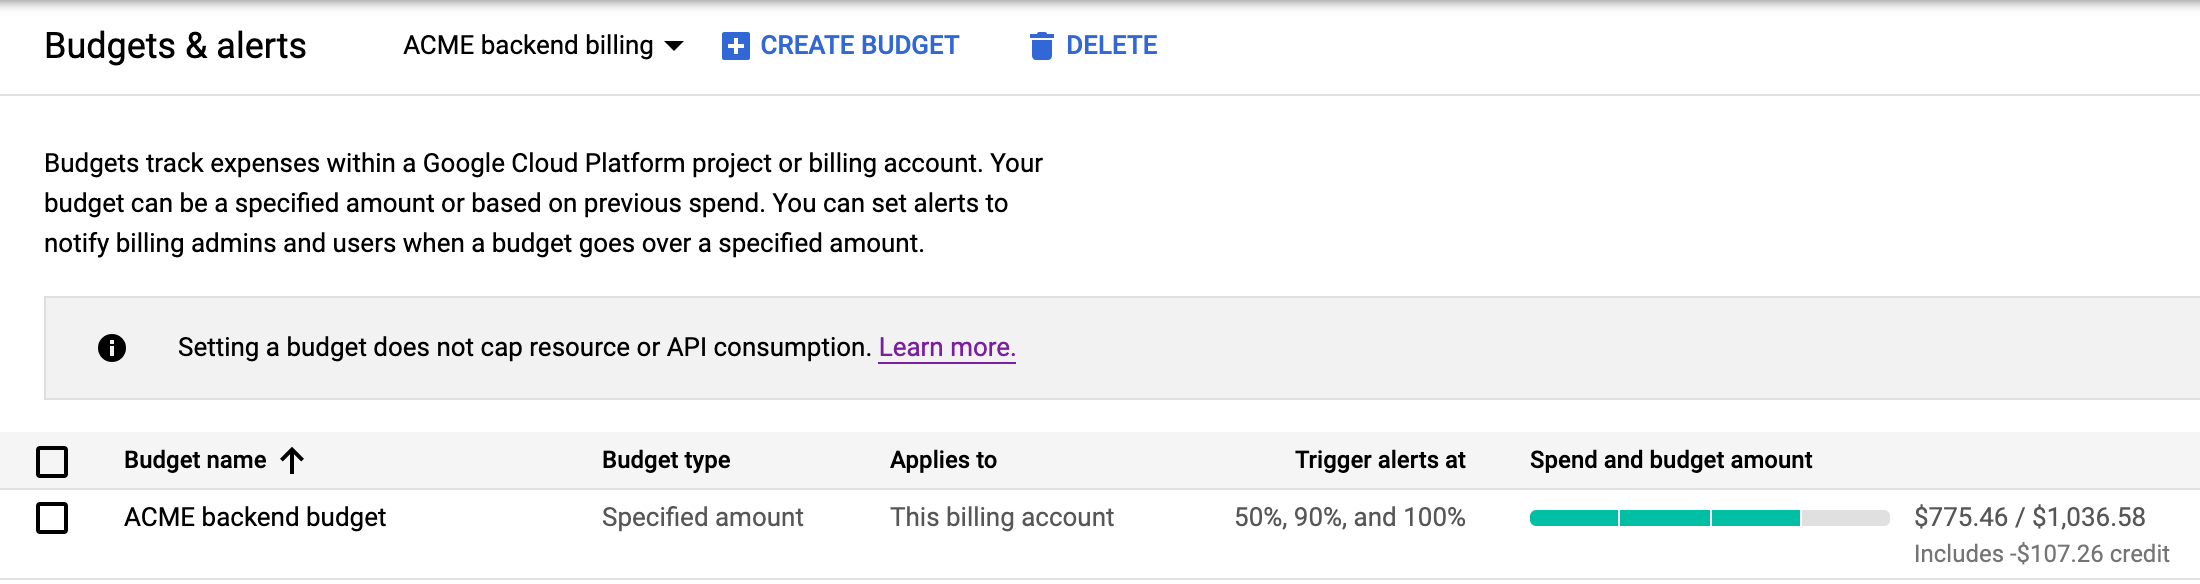 Budgets & alerts
ACME backend billing
CREATE BUDGET
DELETE
Budgets track expenses within a Google Cloud Platform project or billing account. Your
budget can be a specified amount or based on previous spend. You can set alerts to
notify billing admins and users when a budget goes over a specified amount.
Setting a budget does not cap resource or API consumption. Learn more.
Budget name Budget type Applies to Trigger alerts at Spend and budget amount
ACME backend budget Specified amount This billing account 50%, 90%, and 100% $775.46 / $1,036.58
Includes -$107.26 credit